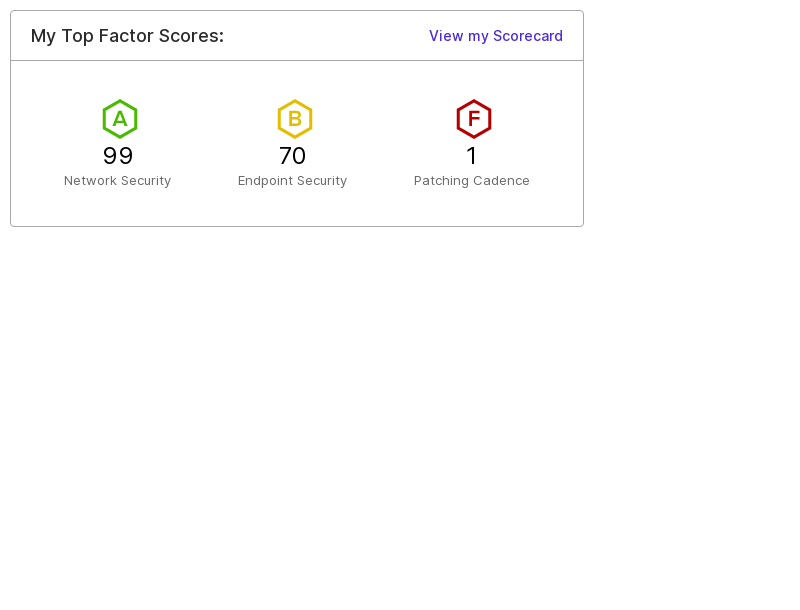 My Top Factor Scores:
View my Scorecard
A
B
F
99
70
1
Network Security
Endpoint Security
Patching Cadence